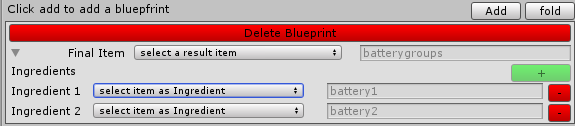 Click add to add a bluepfrint Add fold
Delete Blueprint
Final Item select a result item batterygroups
Ingredients +
Ingredient 1 select item as Ingredient battery1 -
Ingredient 2 select item as Ingredient battery2 -